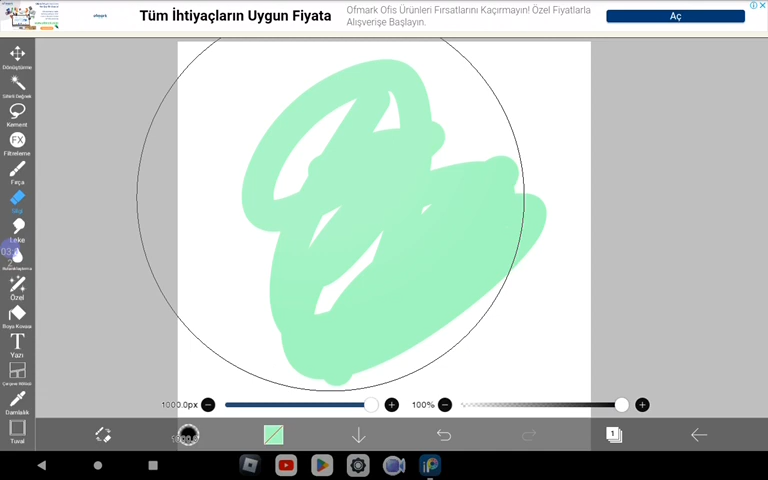 ofmark
Tüm İhtiyaçların Uygun Fiyata
Ofmark Ofis Ürünleri Fırsatlarını Kaçırmayın! Özel Fiyatlarla
Alışverişe Başlayın.
Aç
Dönüştürme
Sihirli Değnek
Kement
FX
Filtreleme
Fırça
Silgi
Leke
Özel
Boya Kovası
T
Yazı
Damlalık
Tuval
1000.0px
100%
1